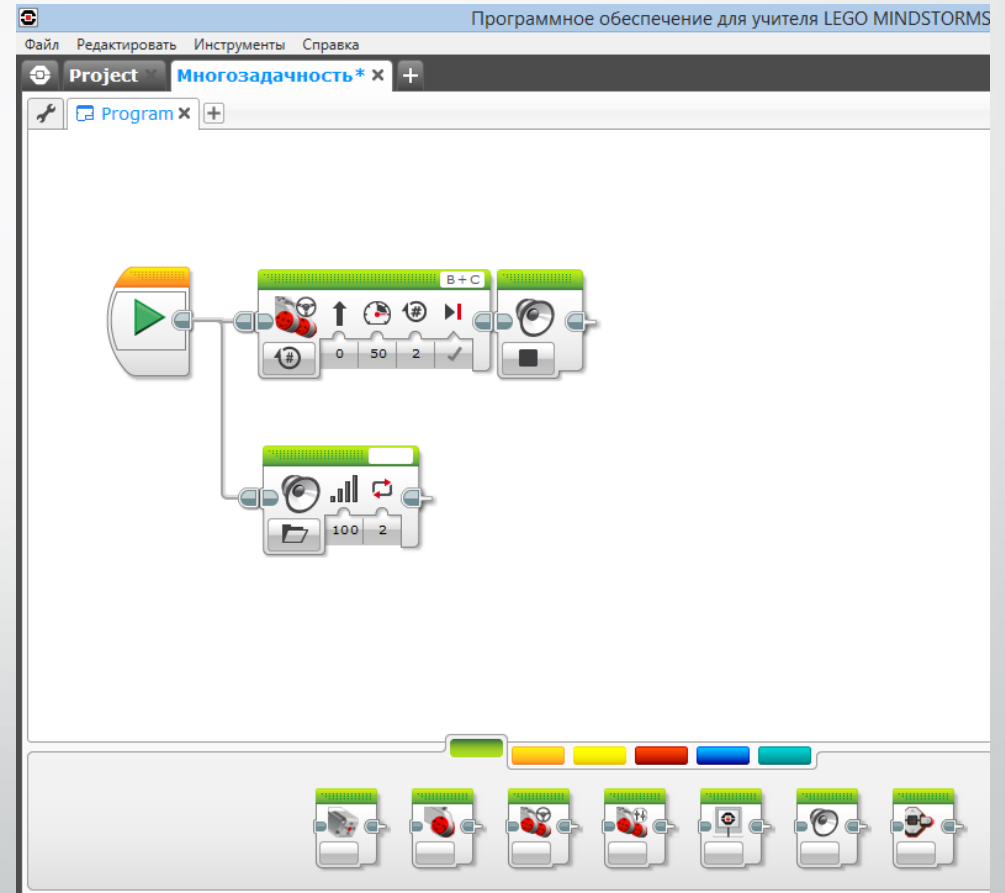 Программное обеспечение для учителя LEGO MINDSTORMS
Файл Редактировать Инструменты Справка
Project Многозадачность*
Program
B+C
#
# 0 50 2
100 2